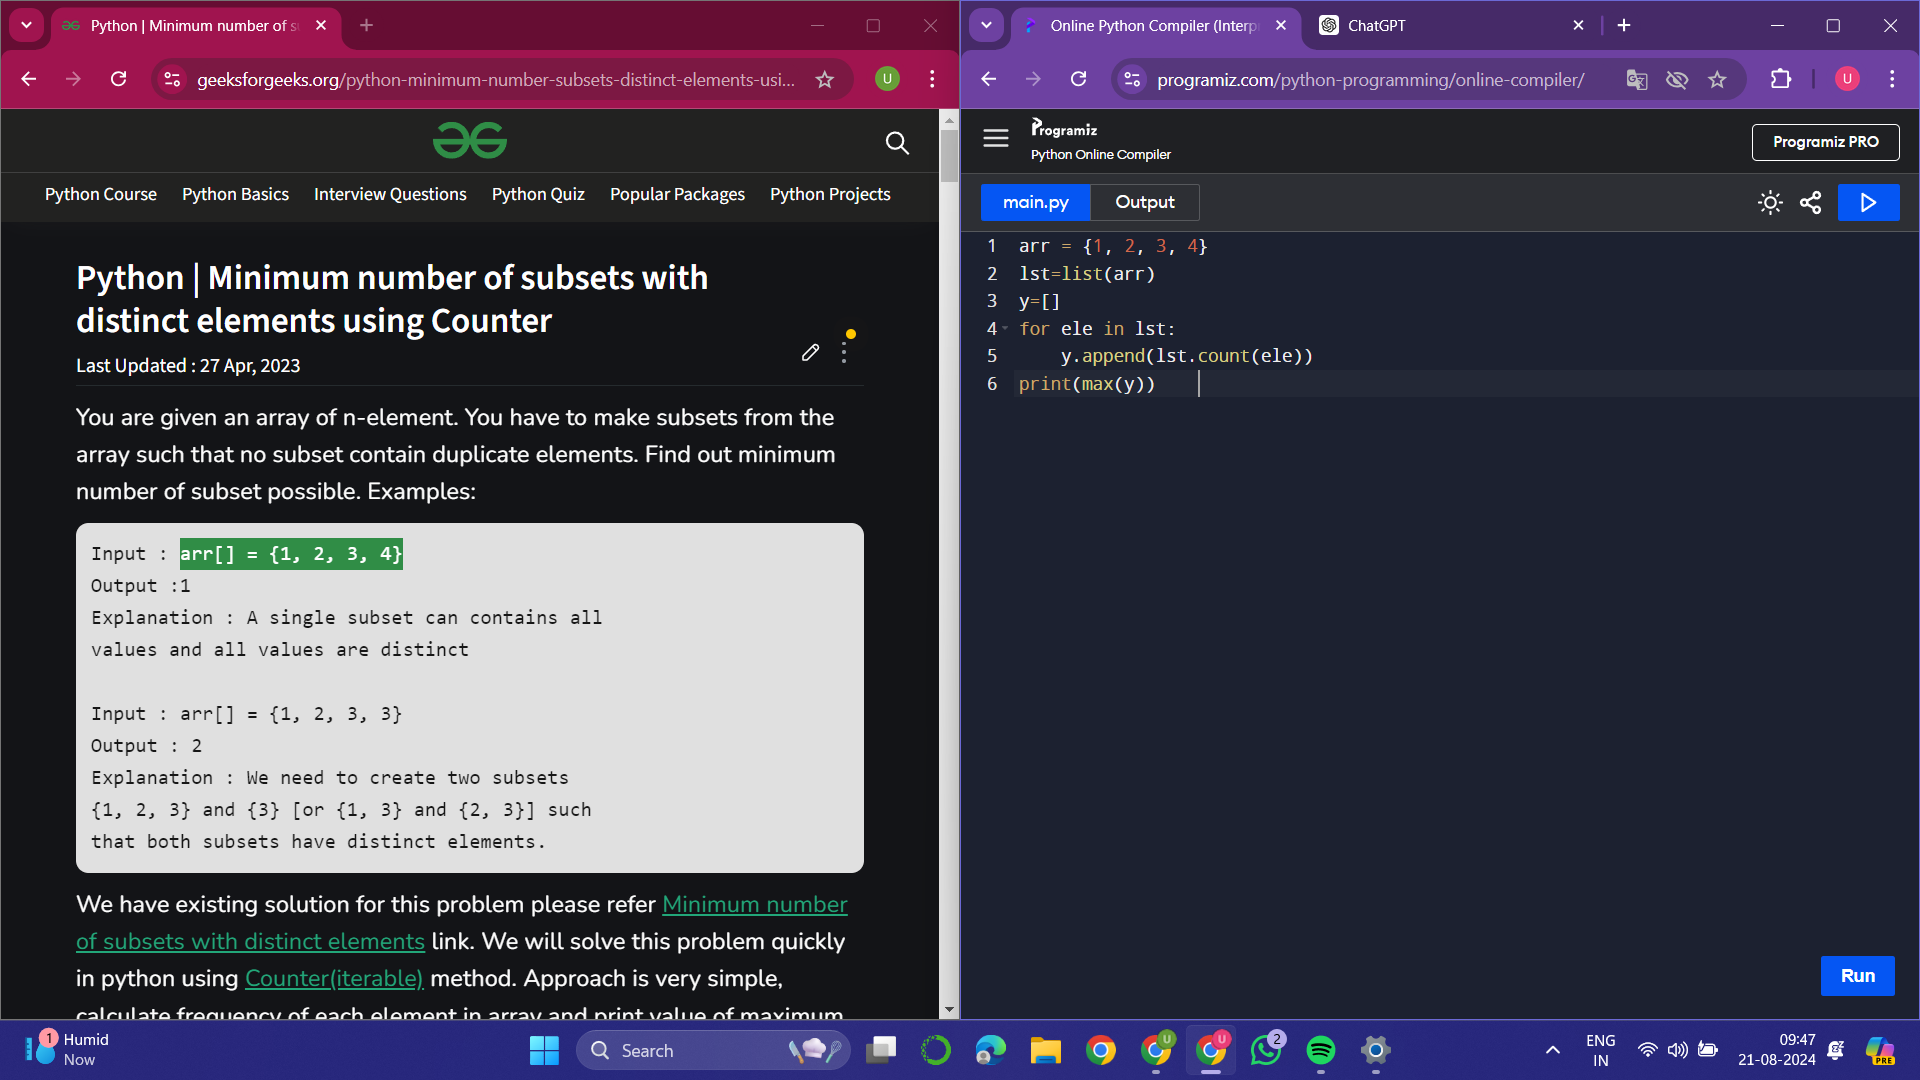 Python | Minimum number of s
geeksforgeeks.org/python-minimum-number-subsets-distinct-elements-usi...
U
Python Course Python Basics Interview Questions Python Quiz Popular Packages Python Projects
Python | Minimum number of subsets with
distinct elements using Counter
Last Updated : 27 Apr, 2023
You are given an array of n-element. You have to make subsets from the
array such that no subset contain duplicate elements. Find out minimum
number of subset possible. Examples:
Input : arr[] = {1, 2, 3, 4}
Output :1
Explanation : A single subset can contains all
values and all values are distinct
Input : arr[] = {1, 2, 3, 3}
Output : 2
Explanation : We need to create two subsets
{1, 2, 3} and {3} [or {1, 3} and {2, 3}] such
that both subsets have distinct elements.
We have existing solution for this problem please refer Minimum number
of subsets with distinct elements link. We will solve this problem quickly
in python using Counter(iterable) method. Approach is very simple,
calculate frequency of each element in array and print value of maximum
Online Python Compiler (Interp
ChatGPT
programiz.com/python-programming/online-compiler/
U
Programiz
Python Online Compiler
Programiz PRO
main.py
Output
1 arr = {1, 2, 3, 4}
2 lst=list(arr)
3 y=[]
4 for ele in lst:
5 y.append(lst.count(ele))
6 print(max(y))
Run
1
Humid
Now
Search
U
U
2
ENG
IN
09:47
21-08-2024
PRE